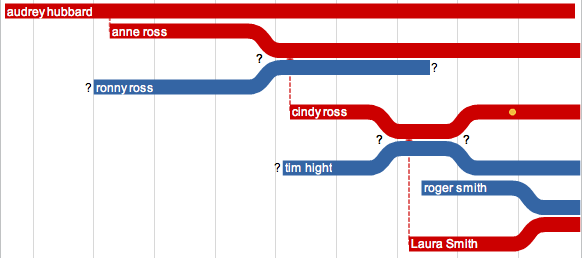 audrey hubbard
anne ross
?
? ronny ross
?
cindy ross
? ?
? tim hight
roger smith
Laura Smith